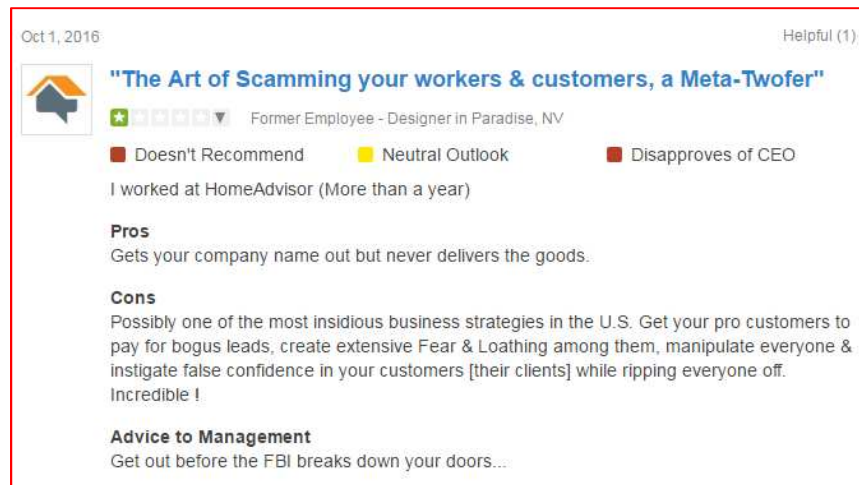 Oct 1, 2016
Helpful (1)
"The Art of Scamming your workers & customers, a Meta-Twofer"
Former Employee - Designer in Paradise, NV
Doesn't Recommend
Neutral Outlook
Disapproves of CEO
I worked at HomeAdvisor (More than a year)
Pros
Gets your company name out but never delivers the goods.
Cons
Possibly one of the most insidious business strategies in the U.S. Get your pro customers to
pay for bogus leads, create extensive Fear & Loathing among them, manipulate everyone &
instigate false confidence in your customers [their clients] while ripping everyone off.
Incredible !
Advice to Management
Get out before the FBI breaks down your doors...